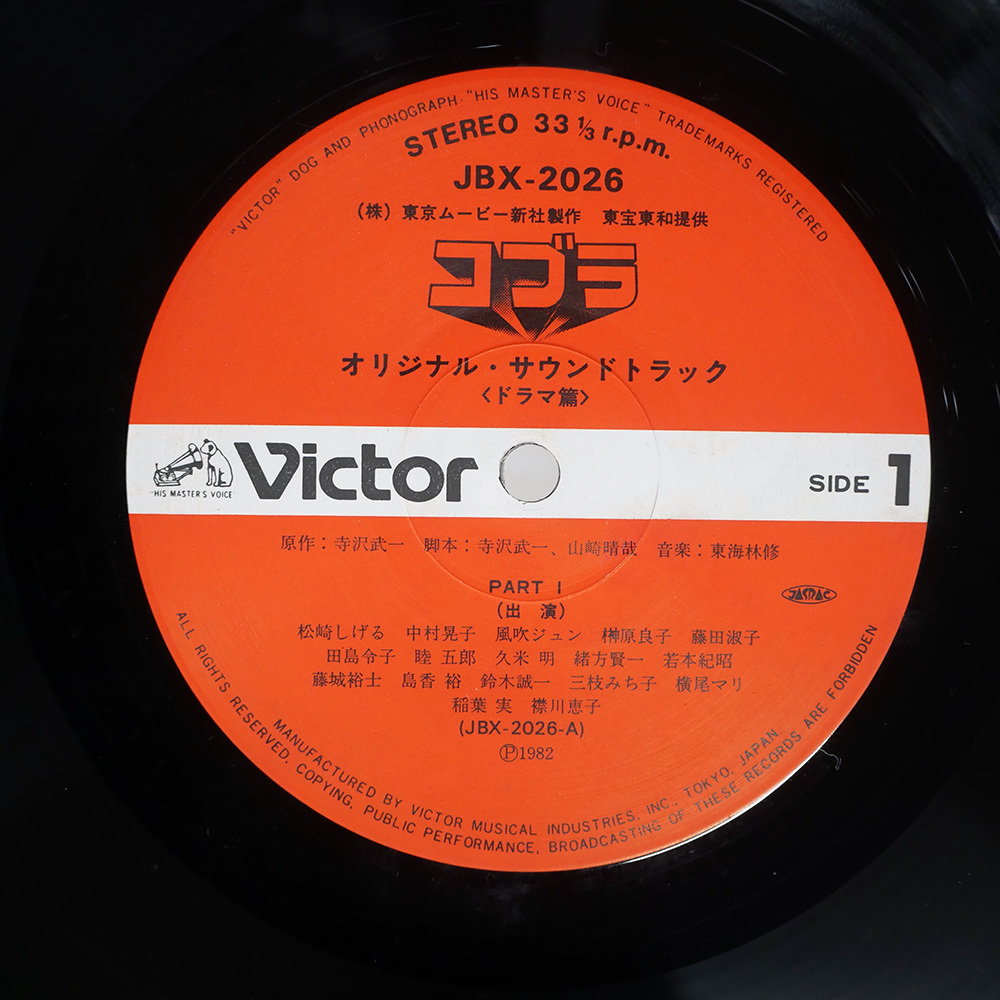 "VICTOR" DOG AND PHONOGRAPH・"HIS MASTER'S VOICE" TRADEMARKS REGISTERED
STEREO 33 ⅓ r.p.m.
JBX-2026
(株)東京ムービー新社製作 東宝東和提供
コブラ
オリジナル・サウンドトラック
〈ドラマ篇〉
"HIS MASTER'S VOICE"
Victor
SIDE 1
原作:寺沢武一 脚本:寺沢武一、山崎晴哉 音楽:東海林修
PART I
(出 演)
JASRAC
松崎しげる 中村晃子 風吹ジュン 榊原良子 藤田淑子
田島令子 睦 五郎 久米 明 緒方賢一 若本紀昭
藤城裕士 島香 裕 鈴木誠一 三枝みち子 横尾マリ
稲葉 実 襟川恵子
(JBX-2026-A)
Ⓟ1982
MANUFACTURED BY VICTOR MUSICAL INDUSTRIES, INC., TOKYO, JAPAN.
ALL RIGHTS RESERVED. COPYING, PUBLIC PERFORMANCE, BROADCASTING OF THESE RECORDS ARE FORBIDDEN